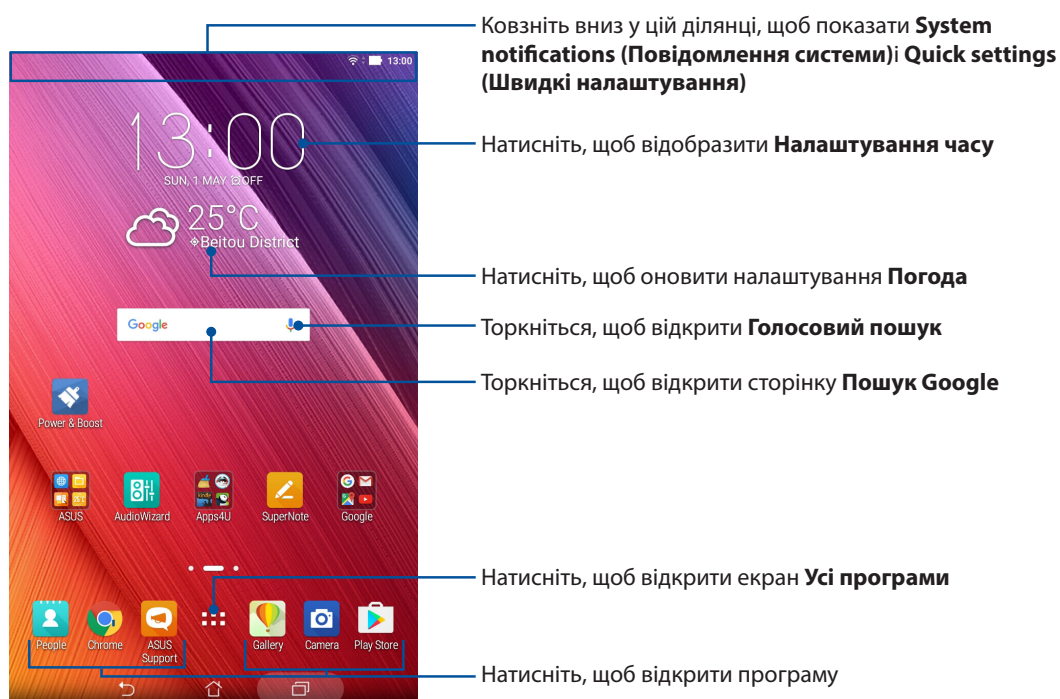 Ковзніть вниз у цій ділянці, щоб показати System
notifications (Повідомлення системи)і Quick settings
(Швидкі налаштування)
13:00
13:00
Натисніть, щоб відобразити Налаштування часу
SUN, 1 MAY OFF
25°C
Beitou District
Натисніть, щоб оновити налаштування Погода
Google
Торкніться, щоб відкрити Голосовий пошук
Торкніться, щоб відкрити сторінку Пошук Google
Power & Boost
ASUS AudioWizard Apps4U SuperNote Google
Натисніть, щоб відкрити екран Усі програми
People Chrome ASUS Support Gallery Camera Play Store
Натисніть, щоб відкрити програму